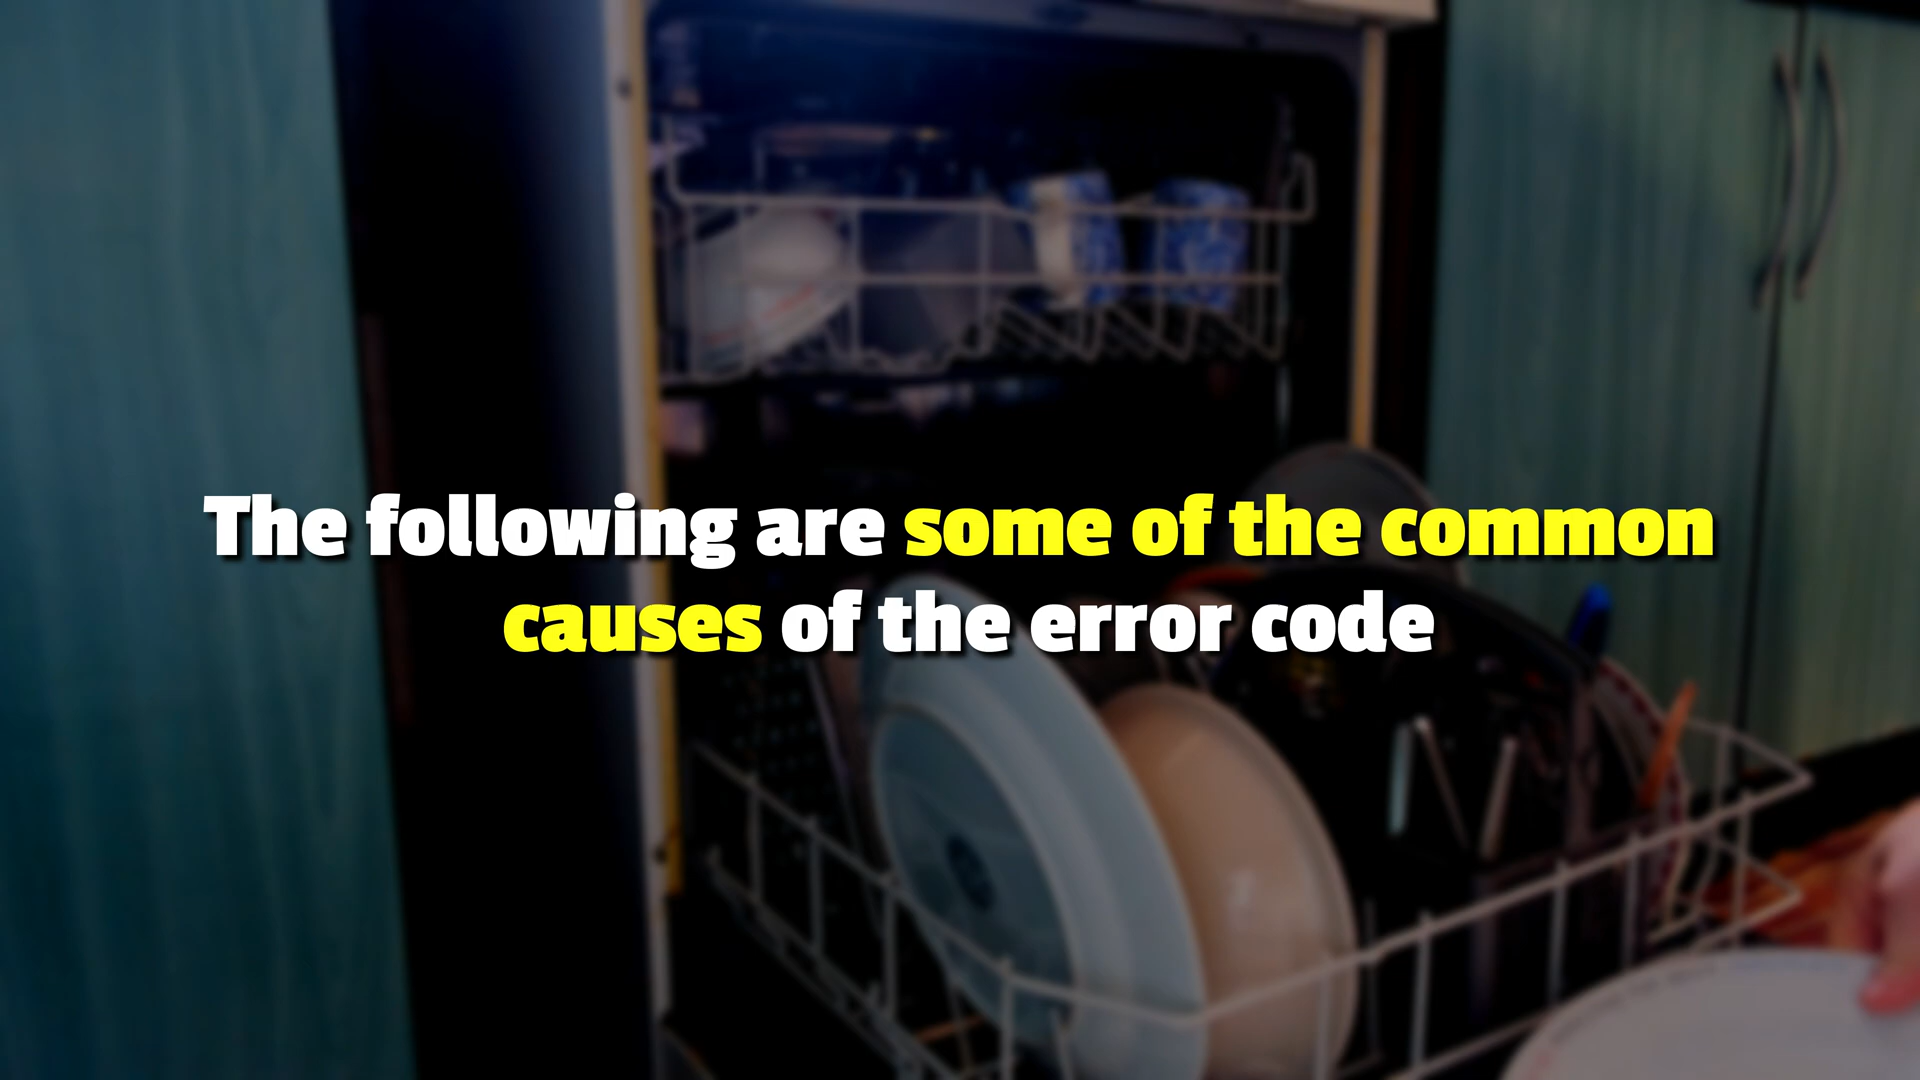 The following are some of the common
causes of the error code